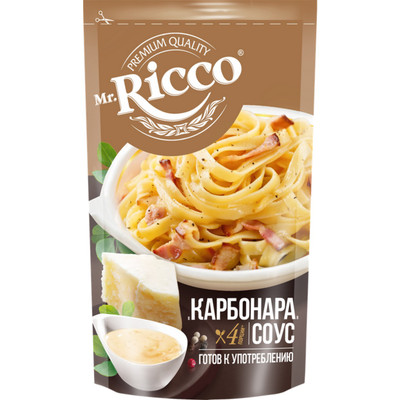 PREMIUM QUALITY
Mr. Ricco®
КАРБОНАРА
4
СОУС
ГОТОВ К УПОТРЕБЛЕНИЮ